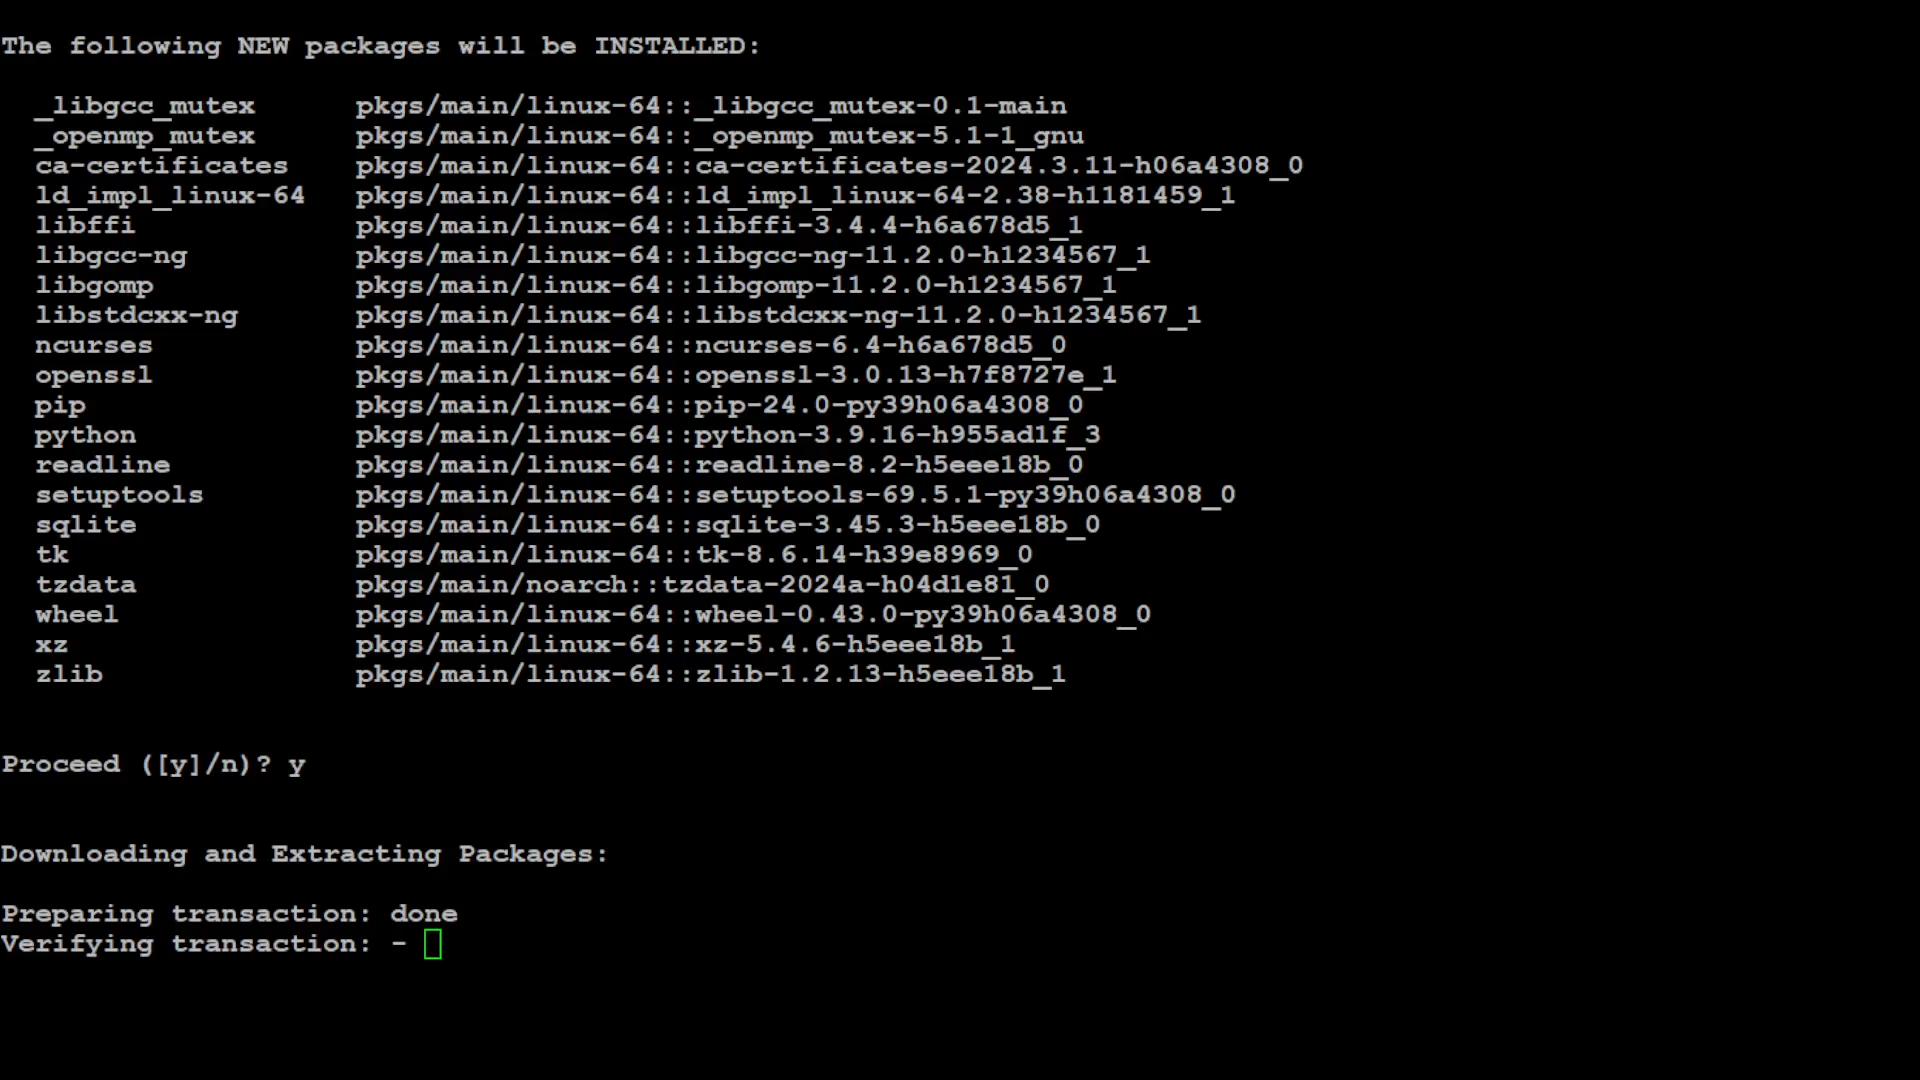 The following NEW packages will be INSTALLED:
_libgcc_mutex pkgs/main/linux-64::_libgcc_mutex-0.1-main
_openmp_mutex pkgs/main/linux-64::_openmp_mutex-5.1-1_gnu
ca-certificates pkgs/main/linux-64::ca-certificates-2024.3.11-h06a4308_0
ld_impl_linux-64 pkgs/main/linux-64::ld_impl_linux-64-2.38-h1181459_1
libffi pkgs/main/linux-64::libffi-3.4.4-h6a678d5_1
libgcc-ng pkgs/main/linux-64::libgcc-ng-11.2.0-h1234567_1
libgomp pkgs/main/linux-64::libgomp-11.2.0-h1234567_1
libstdcxx-ng pkgs/main/linux-64::libstdcxx-ng-11.2.0-h1234567_1
ncurses pkgs/main/linux-64::ncurses-6.4-h6a678d5_0
openssl pkgs/main/linux-64::openssl-3.0.13-h7f8727e_1
pip pkgs/main/linux-64::pip-24.0-py39h06a4308_0
python pkgs/main/linux-64::python-3.9.16-h955ad1f_3
readline pkgs/main/linux-64::readline-8.2-h5eee18b_0
setuptools pkgs/main/linux-64::setuptools-69.5.1-py39h06a4308_0
sqlite pkgs/main/linux-64::sqlite-3.45.3-h5eee18b_0
tk pkgs/main/linux-64::tk-8.6.14-h39e8969_0
tzdata pkgs/main/noarch::tzdata-2024a-h04d1e81_0
wheel pkgs/main/linux-64::wheel-0.43.0-py39h06a4308_0
xz pkgs/main/linux-64::xz-5.4.6-h5eee18b_1
zlib pkgs/main/linux-64::zlib-1.2.13-h5eee18b_1
Proceed ([y]/n)? y
Downloading and Extracting Packages:
Preparing transaction: done
Verifying transaction: -